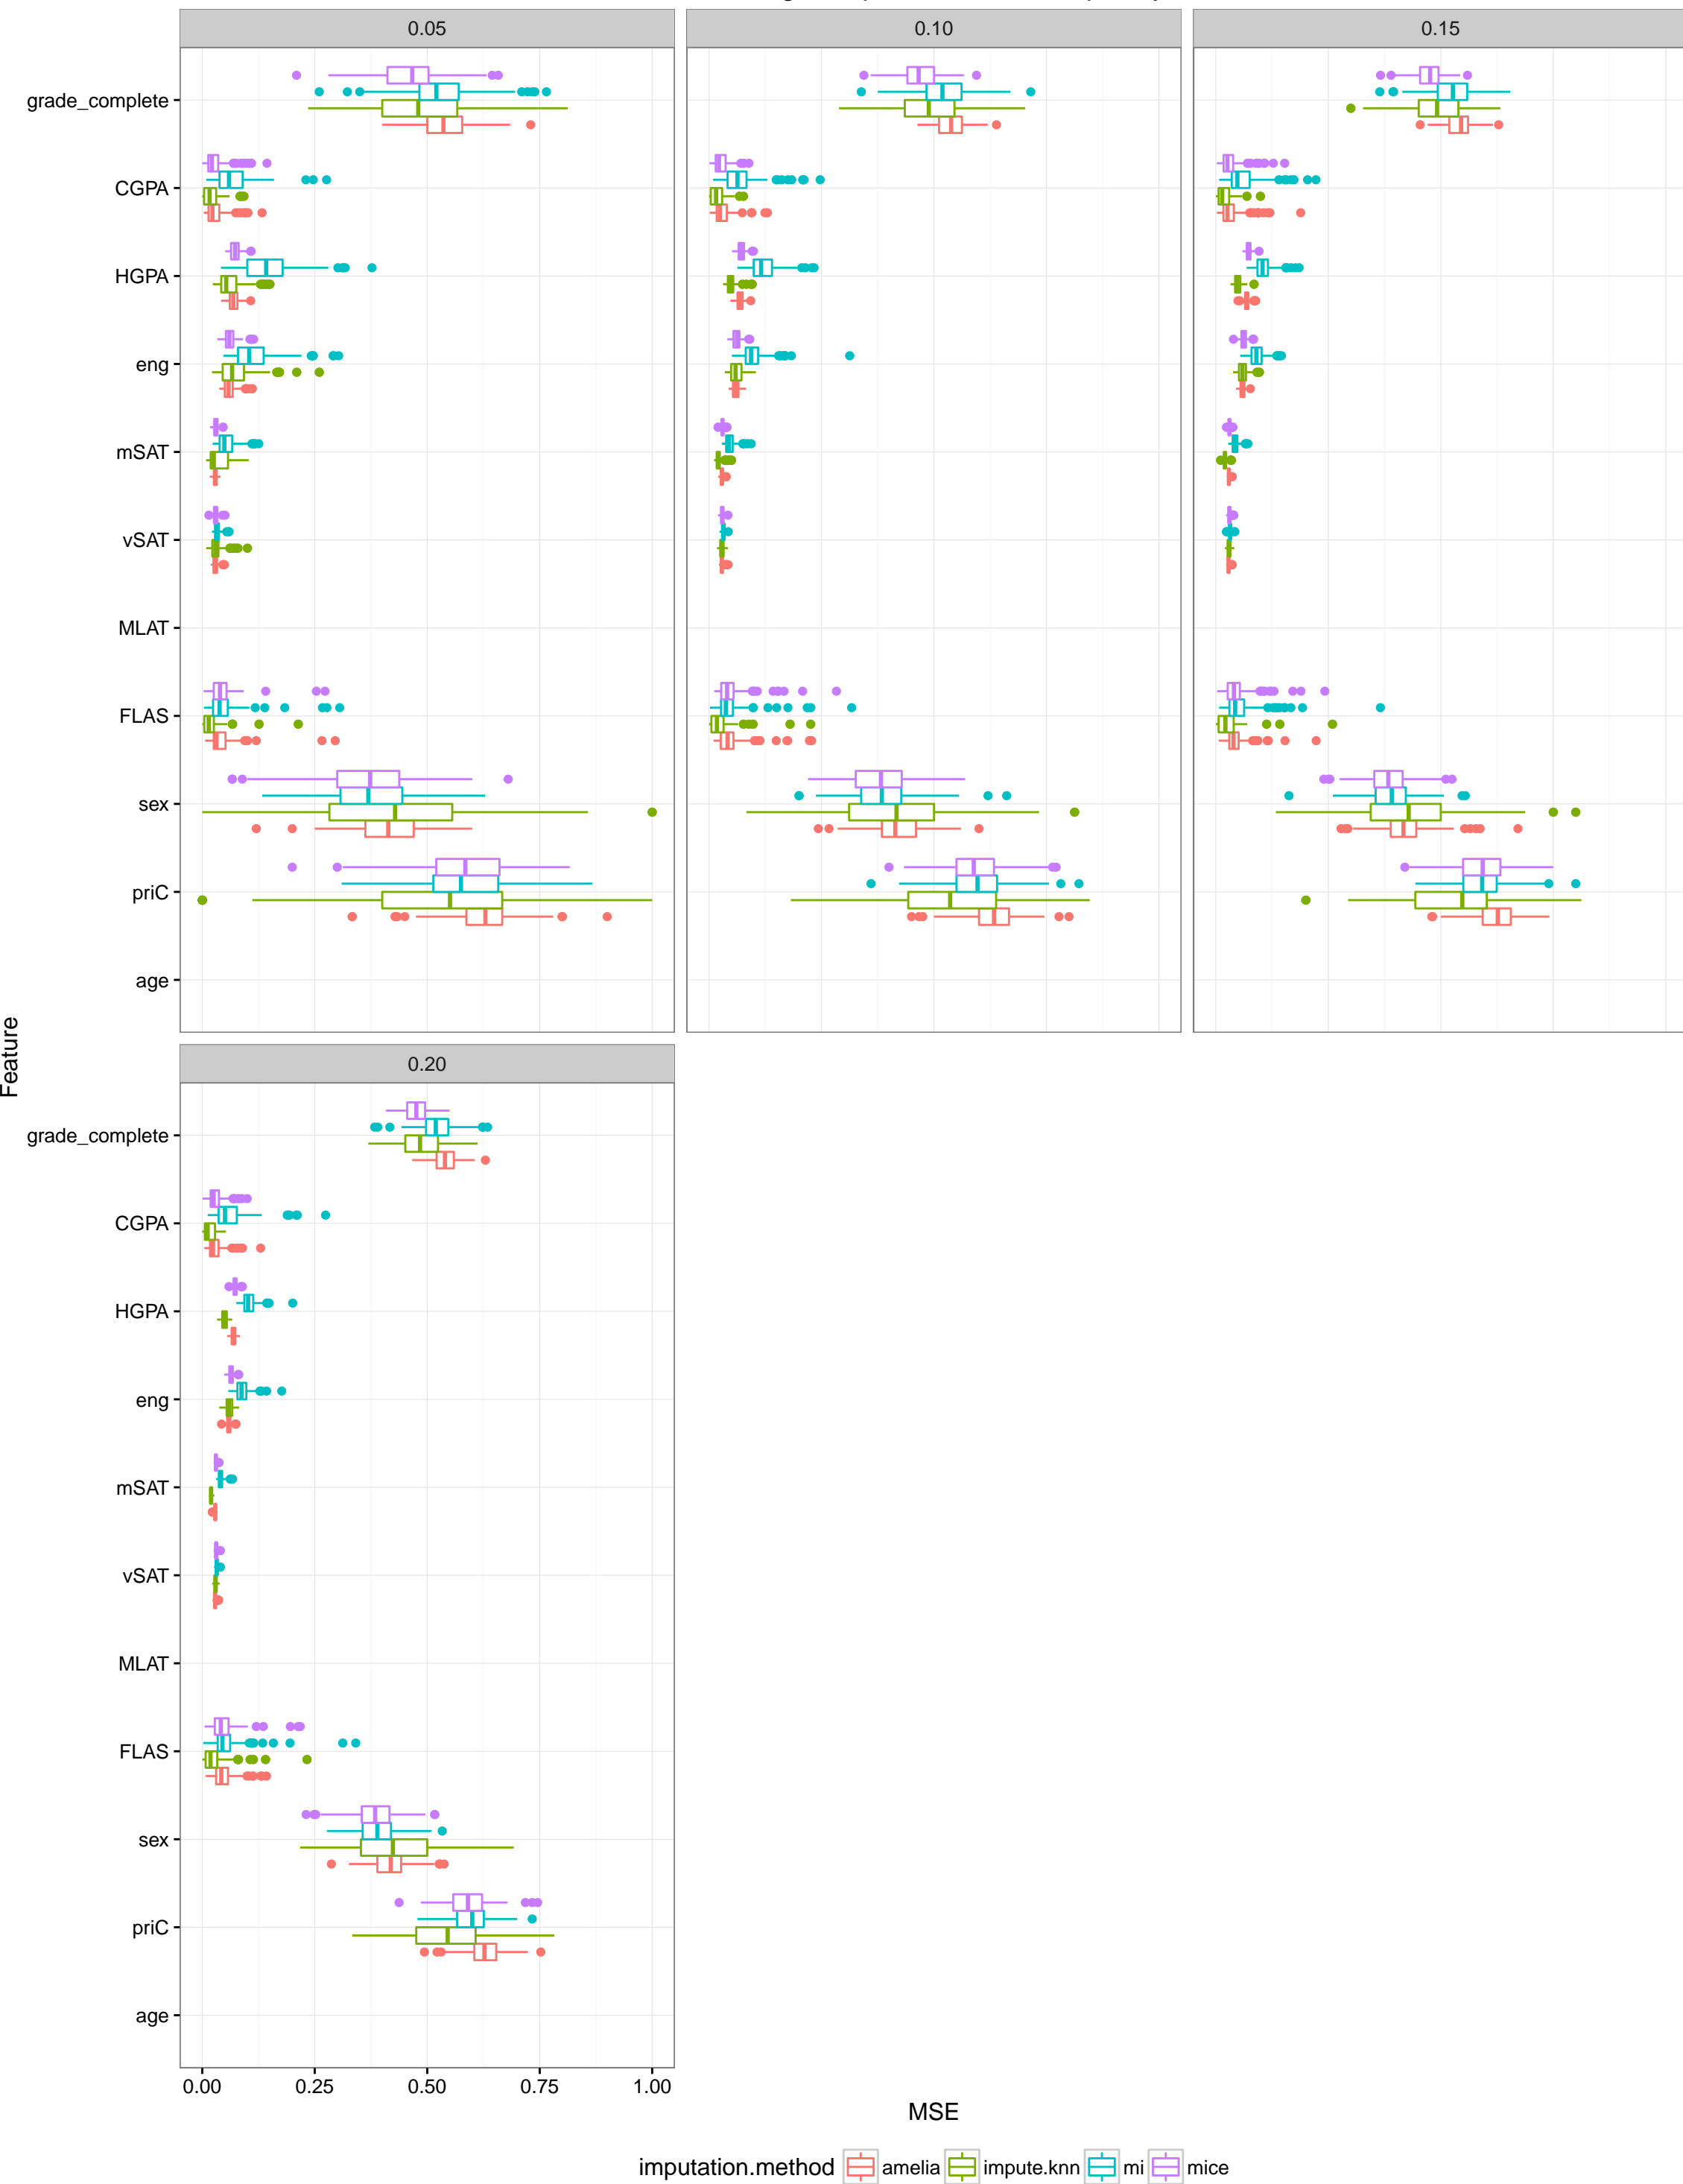 0.05 0.10 0.15
grade_complete
CGPA
HGPA
eng
mSAT
vSAT
MLAT
FLAS
sex
priC
age
Feature
0.20
grade_complete
CGPA
HGPA
eng
mSAT
vSAT
MLAT
FLAS
sex
priC
age
0.00 0.25 0.50 0.75 1.00
MSE
imputation.method amelia impute.knn mi mice